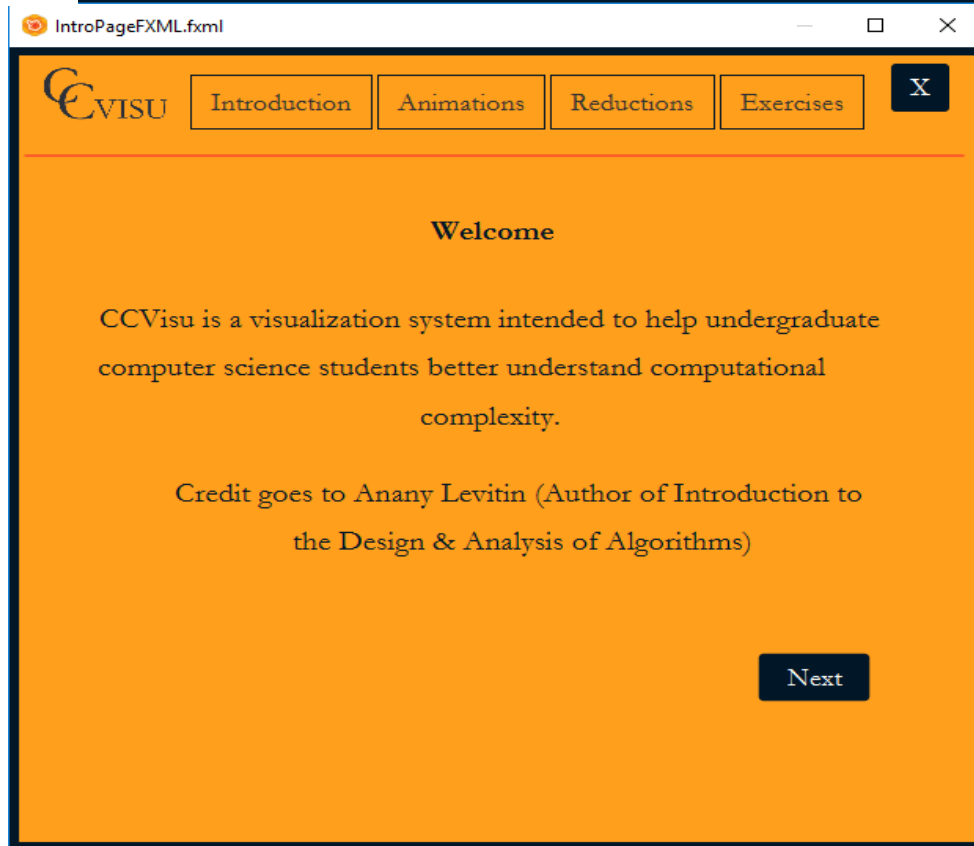 IntroPageFXML.fxml
CCVISU Introduction Animations Reductions Exercises X
Welcome
CCVisu is a visualization system intended to help undergraduate
computer science students better understand computational
complexity.
Credit goes to Anany Levitin (Author of Introduction to
the Design & Analysis of Algorithms)
Next